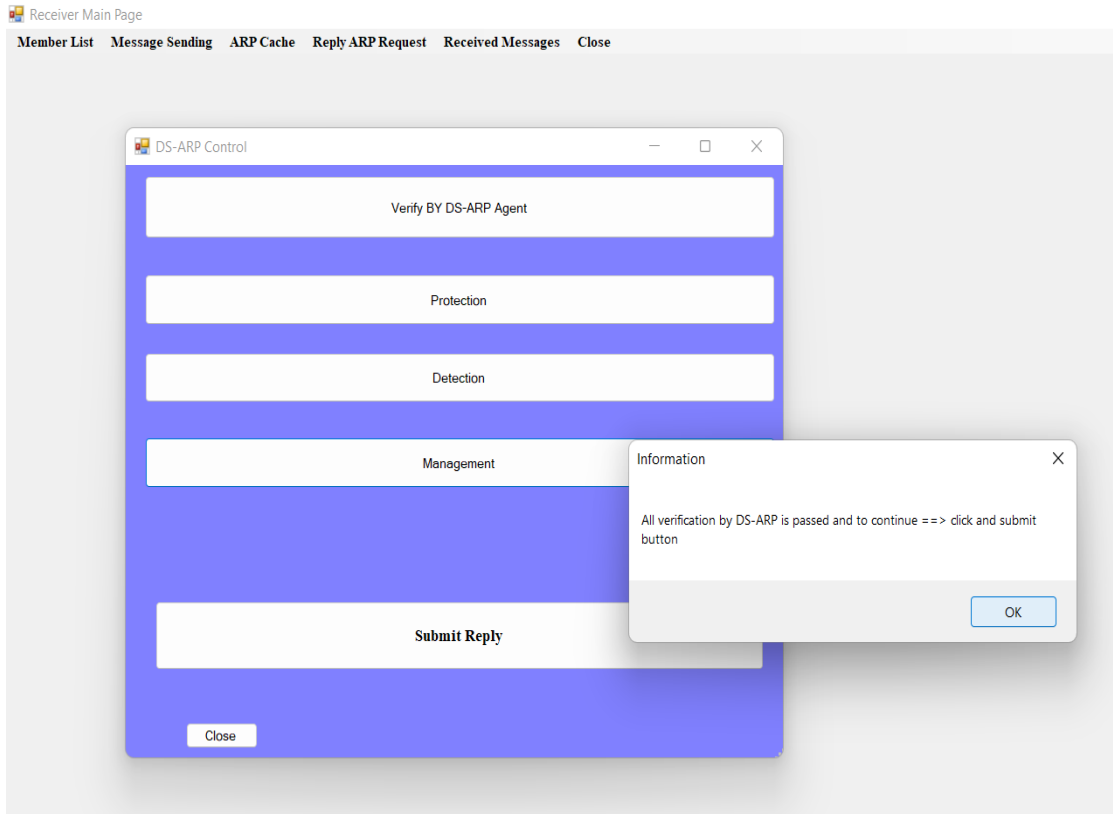 Receiver Main Page
Member List Message Sending ARP Cache Reply ARP Request Received Messages Close
DS-ARP Control
Verify BY DS-ARP Agent
Protection
Detection
Management
Information
All verification by DS-ARP is passed and to continue ==> click and submit
button
OK
Submit Reply
Close